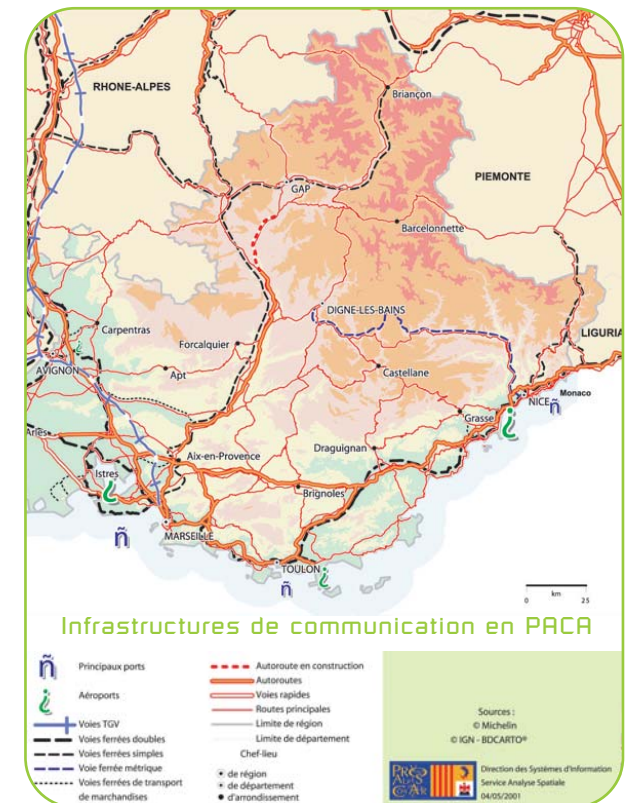 RHONE-ALPES
Briançon
PIEMONTE
GAP
Barcelonnette
DIGNE-LES-BAINS
LIGURIA
Carpentras
Forcalquier
AVIGNON
Apt
Castellane
Monaco
NICE
ñ
Grasse
¿
Arles
Aix-en-Provence
Draguignan
Istres
¿
Brignoles
MARSEILLE
ñ
TOULON
¿
ñ
km
0 25
Infrastructures de communication en PACA
ñ Principaux ports
¿ Aéroports
Voies TGV
Voies ferrées doubles
Voies ferrées simples
Voie ferrée métrique
Voies ferrées de transport
de marchandises
Autoroute en construction
Autoroutes
Voies rapides
Routes principales
Limite de région
Limite de département
Chef-lieu
de région
de département
d'arrondissement
Sources :
© Michelin
© IGN - BDCARTO®
Direction des Systèmes d'Information
Service Analyse Spatiale
04/05/2001